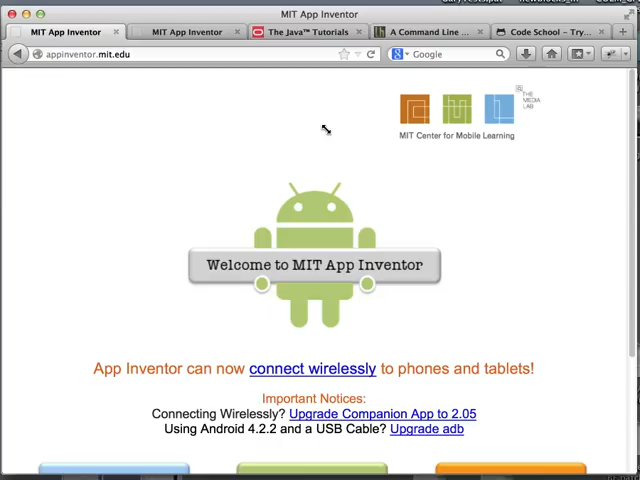 MIT App Inventor
MIT App Inventor
MIT App Inventor
The Java™ Tutorials
A Command Line ...
Code School – Try...
appinventor.mit.edu
Google
THE
MEDIA
LAB
MIT Center for Mobile Learning
Welcome to MIT App Inventor
App Inventor can now connect wirelessly to phones and tablets!
Important Notices:
Connecting Wirelessly? Upgrade Companion App to 2.05
Using Android 4.2.2 and a USB Cable? Upgrade adb